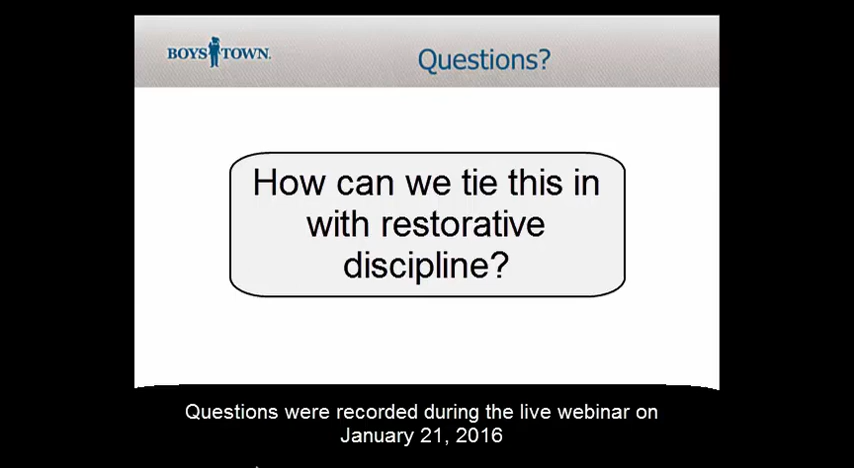 BOYS TOWN.
Questions?
How can we tie this in
with restorative
discipline?
Questions were recorded during the live webinar on
January 21, 2016